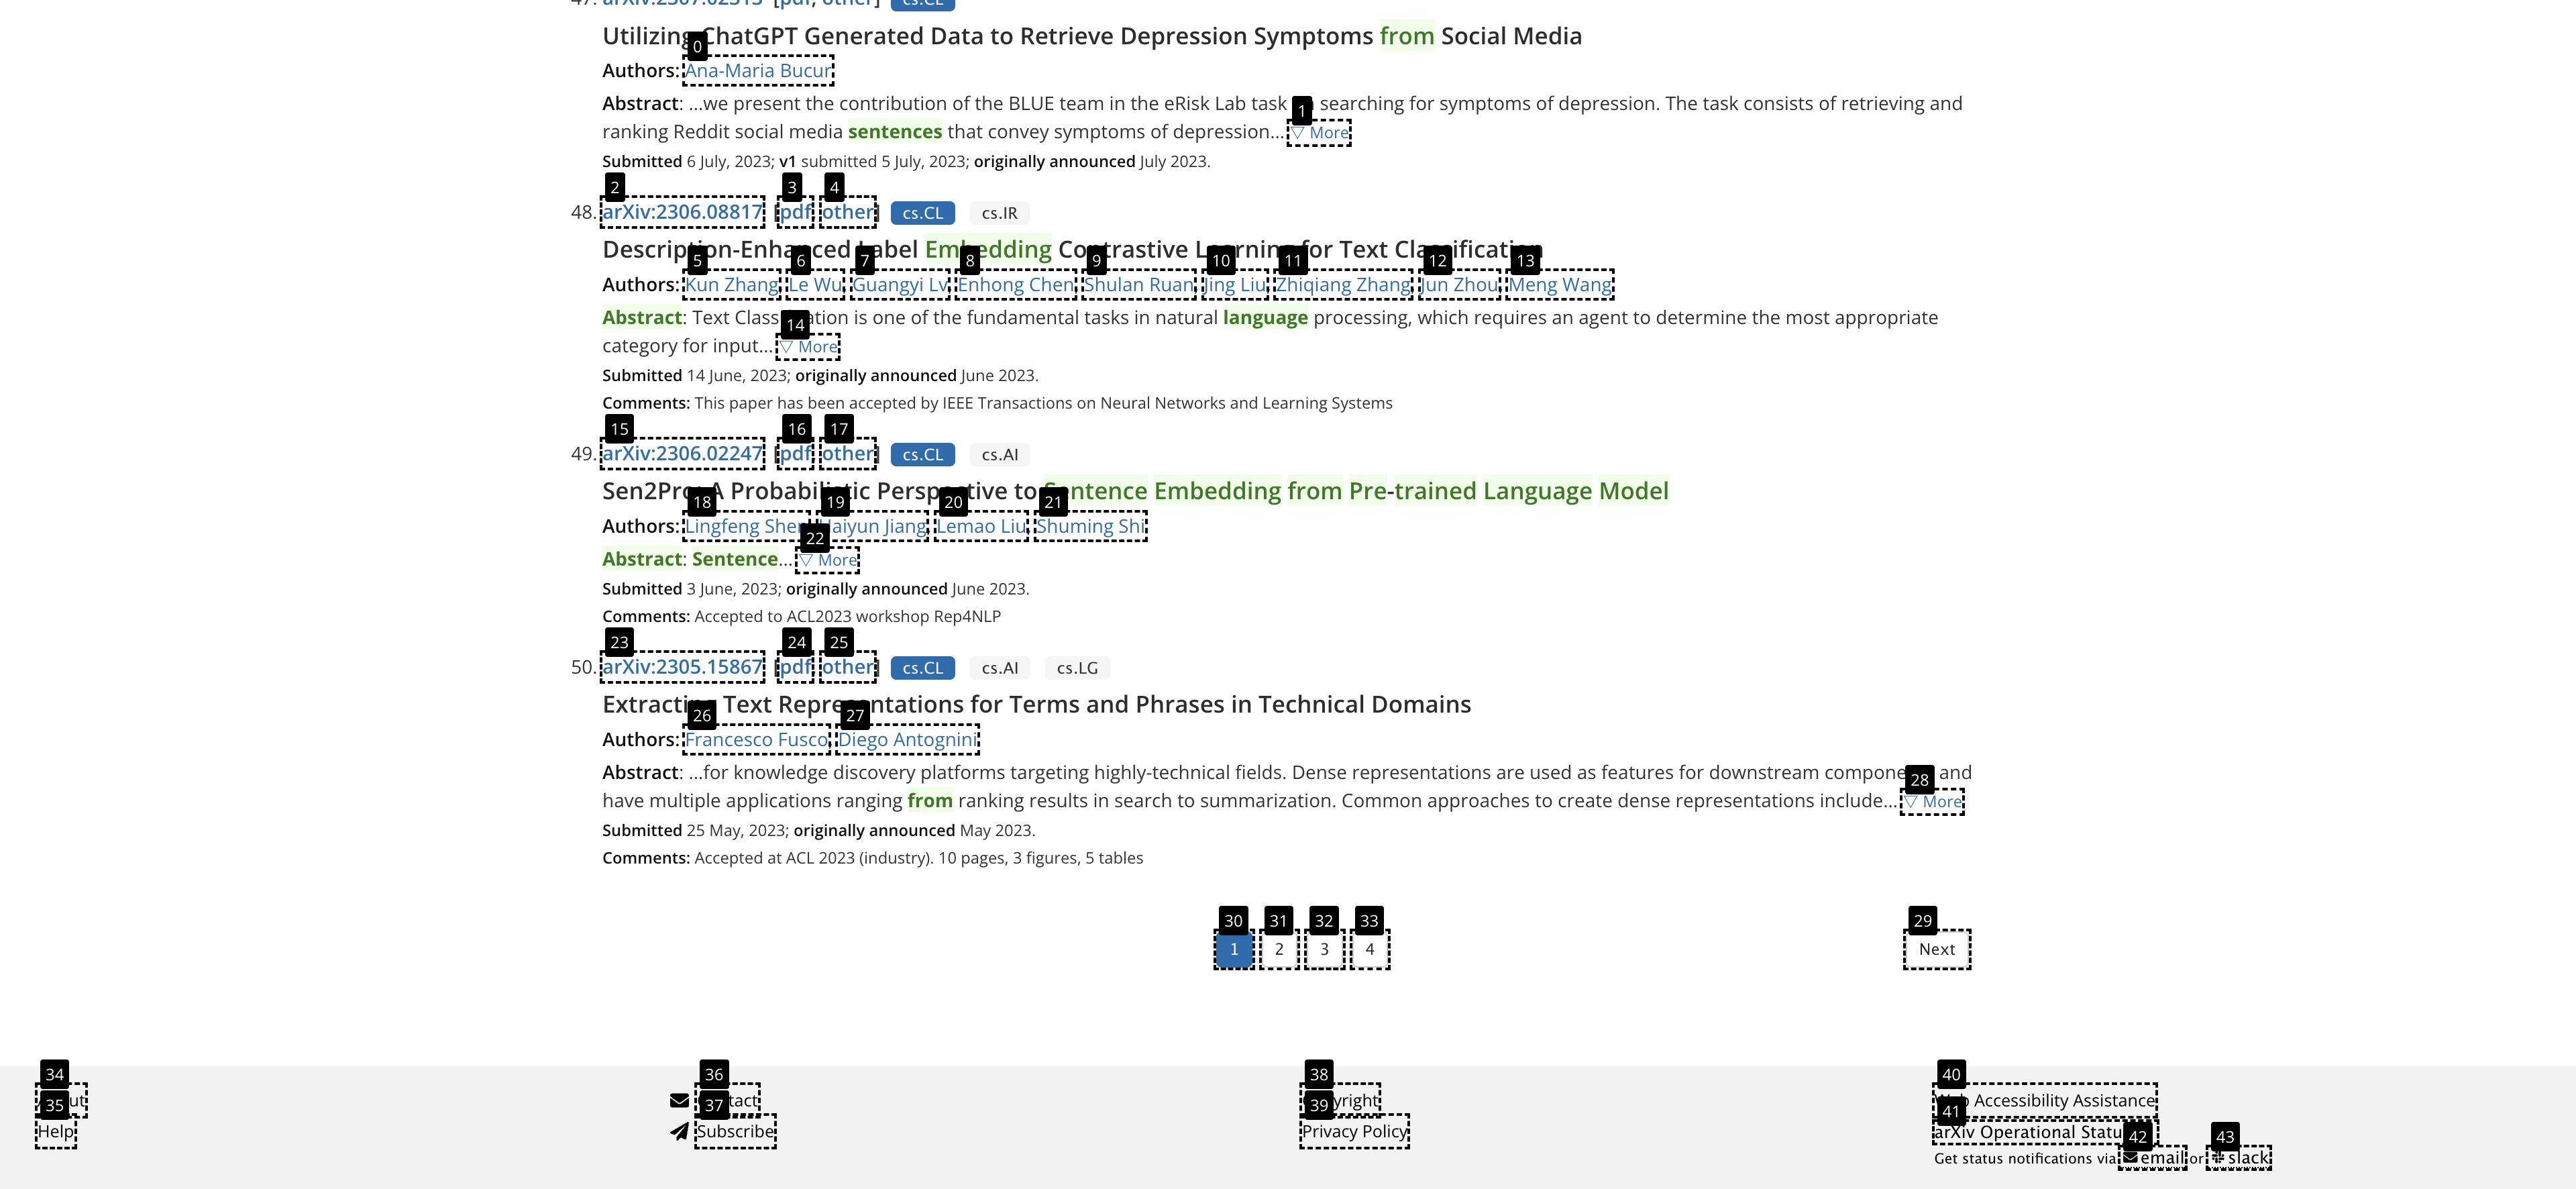 47. arXiv:2307.02313 [pdf, other] cs.CL
Utilizing ChatGPT Generated Data to Retrieve Depression Symptoms from Social Media
0
Authors: Ana-Maria Bucur
Abstract: ...we present the contribution of the BLUE team in the eRisk Lab task searching for symptoms of depression. The task consists of retrieving and
1
ranking Reddit social media sentences that convey symptoms of depression... ▽ More
Submitted 6 July, 2023; v1 submitted 5 July, 2023; originally announced July 2023.
2 3 4
48. arXiv:2306.08817 [pdf, other] cs.CL cs.IR
Description-Enhanced Label Embedding Contrastive Learning for Text Classification
5 6 7 8 9 10 11 12 13
Authors: Kun Zhang, Le Wu, Guangyi Lv, Enhong Chen, Shulan Ruan, Jing Liu, Zhiqiang Zhang, Jun Zhou, Meng Wang
Abstract: Text Classification is one of the fundamental tasks in natural language processing, which requires an agent to determine the most appropriate
14
category for input... ▽ More
Submitted 14 June, 2023; originally announced June 2023.
Comments: This paper has been accepted by IEEE Transactions on Neural Networks and Learning Systems
15 16 17
49. arXiv:2306.02247 [pdf, other] cs.CL cs.AI
Sen2Pro: A Probabilistic Perspective to Sentence Embedding from Pre-trained Language Model
18 19 20 21
Authors: Lingfeng Shen, Haiyun Jiang, Lemao Liu, Shuming Shi
22
Abstract: Sentence... ▽ More
Submitted 3 June, 2023; originally announced June 2023.
Comments: Accepted to ACL2023 workshop Rep4NLP
23 24 25
50. arXiv:2305.15867 [pdf, other] cs.CL cs.AI cs.LG
Extracting Text Representations for Terms and Phrases in Technical Domains
26 27
Authors: Francesco Fusco, Diego Antognini
Abstract: ...for knowledge discovery platforms targeting highly-technical fields. Dense representations are used as features for downstream components and
28
have multiple applications ranging from ranking results in search to summarization. Common approaches to create dense representations include... ▽ More
Submitted 25 May, 2023; originally announced May 2023.
Comments: Accepted at ACL 2023 (industry). 10 pages, 3 figures, 5 tables
30 31 32 33 29
1 2 3 4 Next
34 36 38 40
About Contact Copyright Web Accessibility Assistance
35 37 39 41
Help Subscribe Privacy Policy arXiv Operational Status
42 43
Get status notifications via email or slack